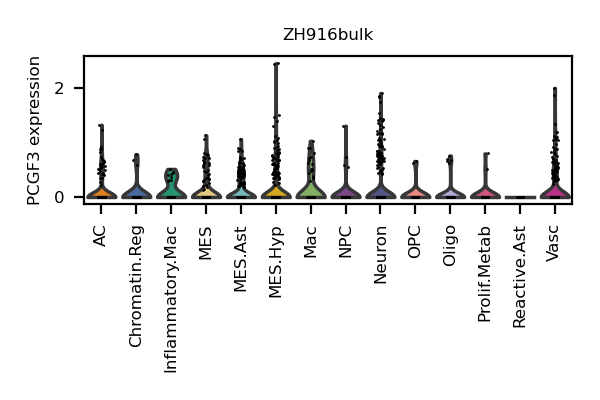 ZH916bulk
PCGF3 expression
2
0
AC
Chromatin.Reg
Inflammatory.Mac
MES
MES.Ast
MES.Hyp
Mac
NPC
Neuron
OPC
Oligo
Prolif.Metab
Reactive.Ast
Vasc